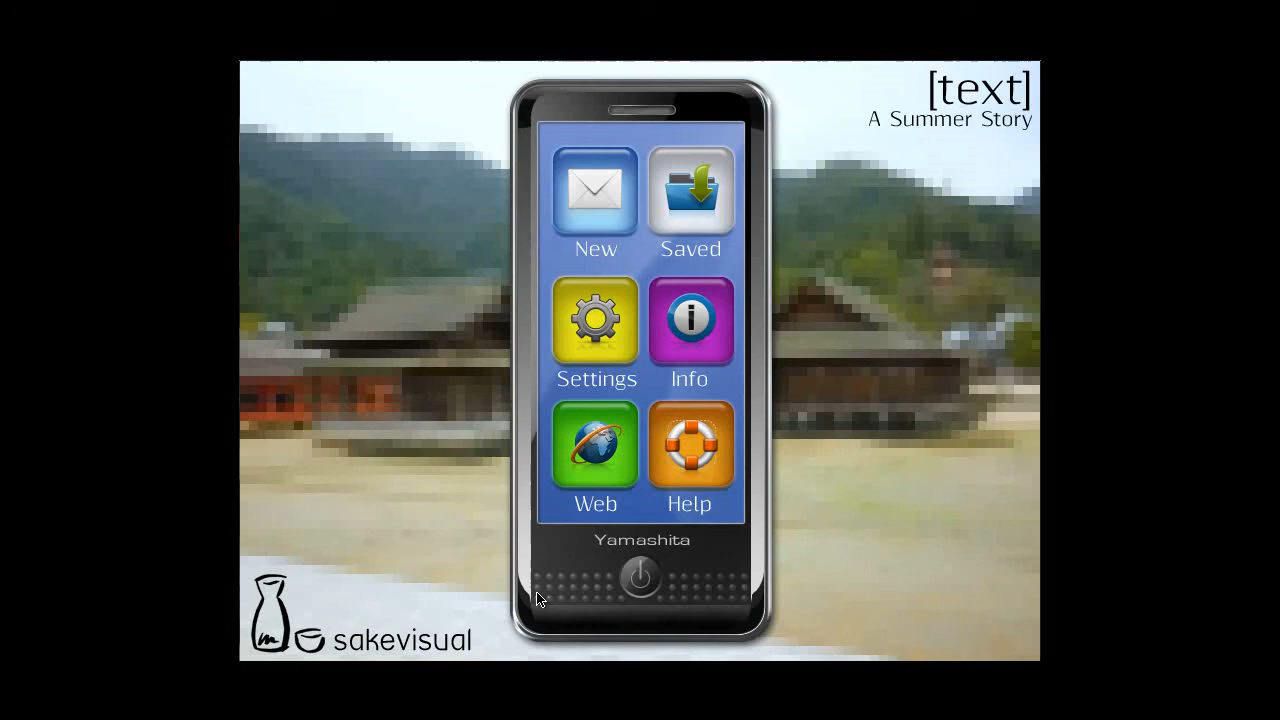 [text]
A Summer Story
New Saved
Settings Info
Web Help
Yamashita
sakevisual